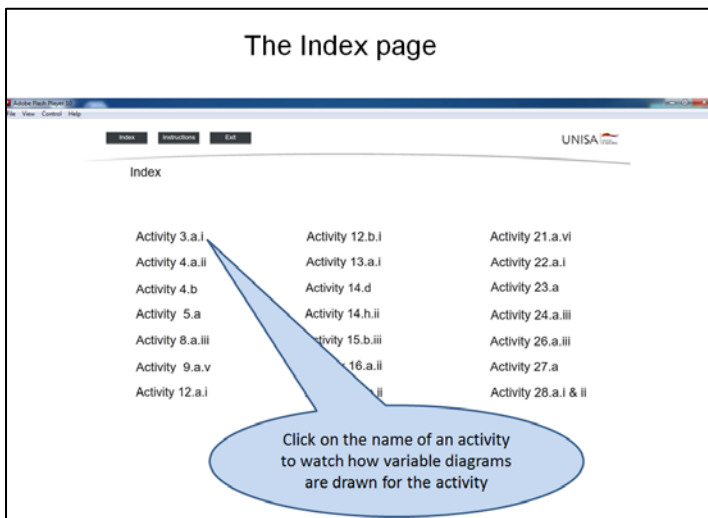 The Index page
Adobe Flash Player 10
File View Control Help
Index Instructions Exit
UNISA
Index
Activity 3.a.i
Activity 4.a.ii
Activity 4.b
Activity 5.a
Activity 8.a.iii
Activity 9.a.v
Activity 12.a.i
Activity 12.b.i
Activity 13.a.i
Activity 14.d
Activity 14.h.ii
tivity 15.b.iii
16.a.ii
Activity 21.a.vi
Activity 22.a.i
Activity 23.a
Activity 24.a.iii
Activity 26.a.iii
Activity 27.a
Activity 28.a.i & ii
Click on the name of an activity
to watch how variable diagrams
are drawn for the activity